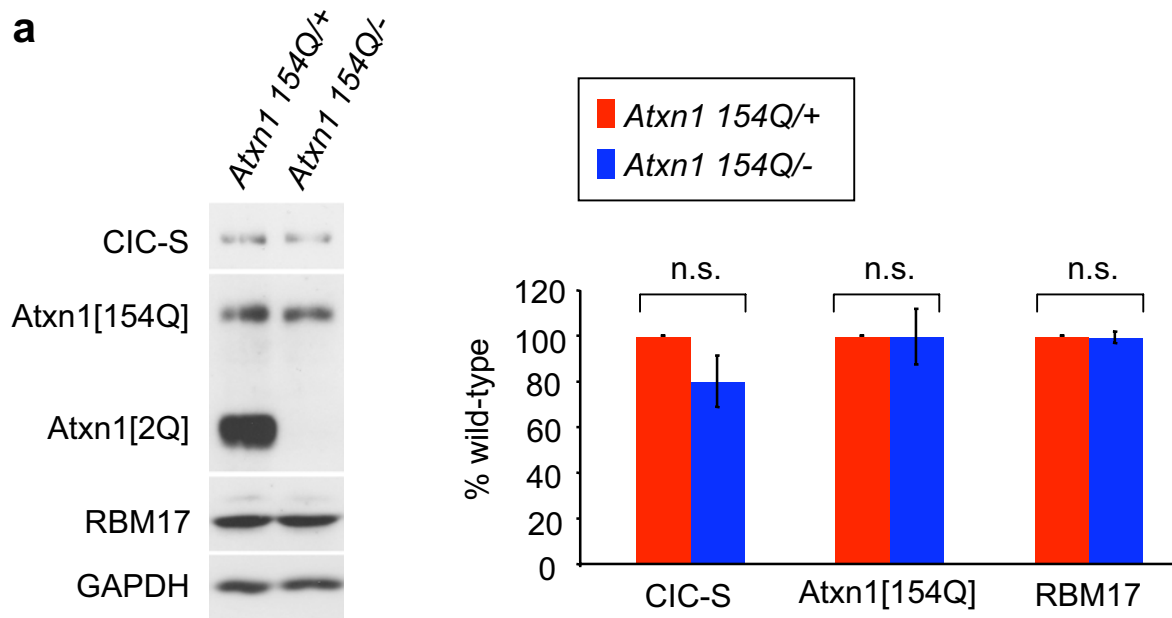 a
Atxn1 154Q/+
Atxn1 154Q/-
CIC-S
Atxn1[154Q]
Atxn1[2Q]
RBM17
GAPDH
Atxn1 154Q/+
Atxn1 154Q/-
n.s. n.s. n.s.
% wild-type
120
100
80
60
40
20
0
CIC-S Atxn1[154Q] RBM17